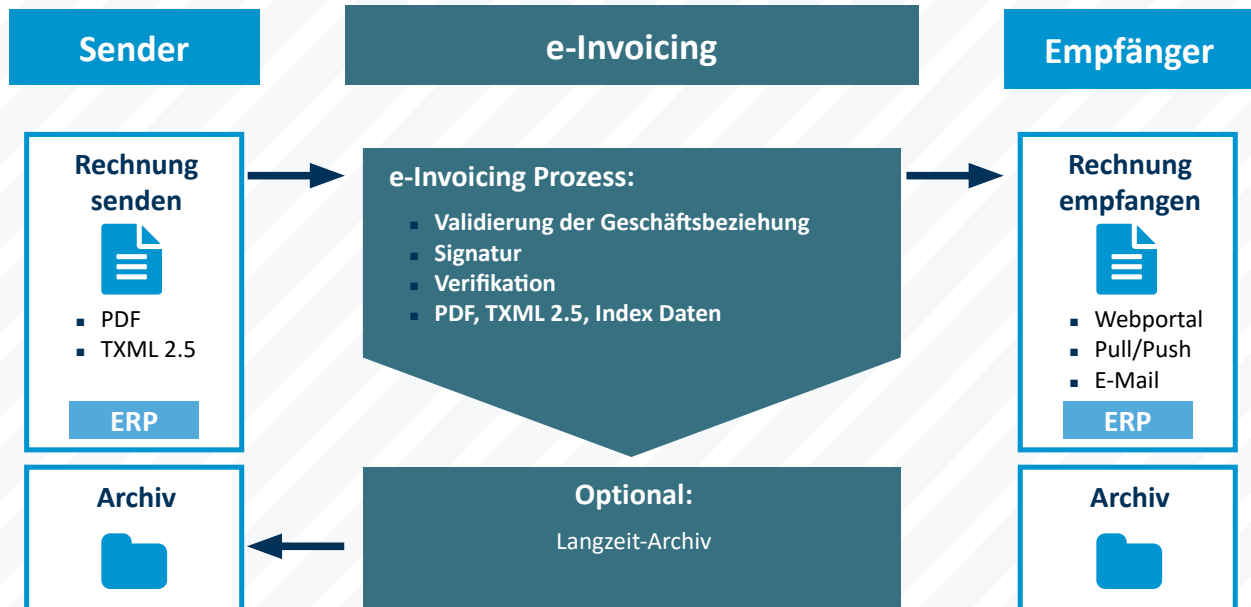 Sender
e-Invoicing
Empfänger
Rechnung
senden
PDF
TXML 2.5
ERP
e-Invoicing Prozess:
Validierung der Geschäftsbeziehung
Signatur
Verifikation
PDF, TXML 2.5, Index Daten
Rechnung
empfangen
Webportal
Pull/Push
E-Mail
ERP
Archiv
Optional:
Langzeit-Archiv
Archiv